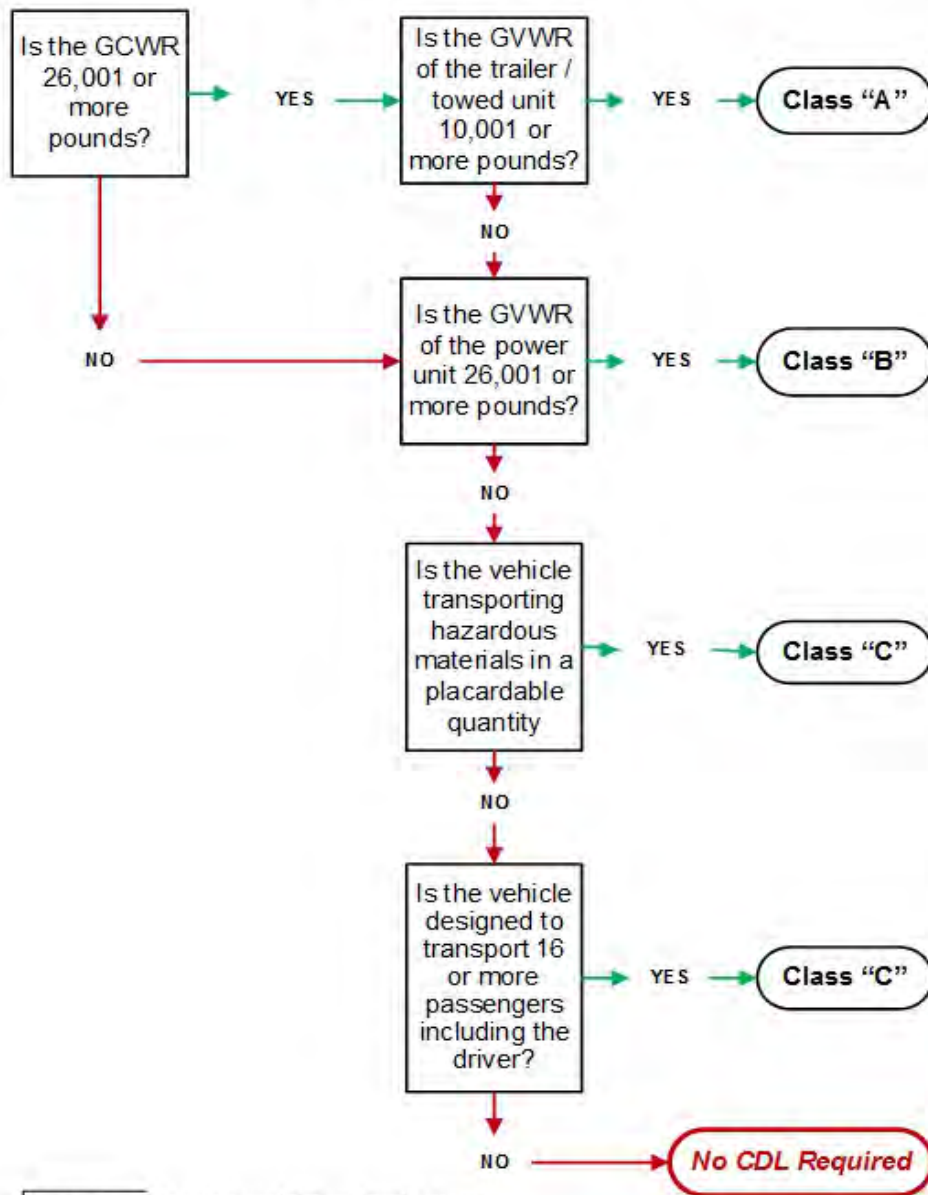 Is the GCWR
26,001 or
more
pounds?
YES
Is the GVWR
of the trailer /
towed unit
10,001 or
more pounds?
YES
Class “A”
NO
NO
Is the GVWR
of the power
unit 26,001 or
more pounds?
YES
Class “B”
NO
Is the vehicle
transporting
hazardous
materials in a
placardable
quantity
YES
Class “C”
NO
Is the vehicle
designed to
transport 16
or more
passengers
including the
driver?
YES
Class “C”
NO
No CDL Required